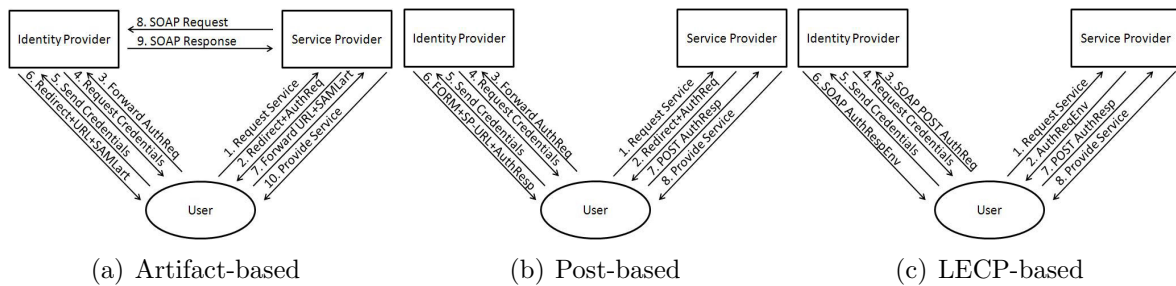 8. SOAP Request
Identity Provider
Service Provider
9. SOAP Response
3. Forward AuthReq
4. Request Credentials
5. Send Credentials
6. Redirect+URL+SAMLart
1. Request Service
2. Redirect+AuthReq
7. Forward URL+SAMLart
10. Provide Service
User
(a) Artifact-based
Identity Provider
Service Provider
3. Forward AuthReq
4. Request Credentials
5. Send Credentials
6. FORM+SP-URL+AuthResp
1. Request Service
2. Redirect+AuthReq
7. POST AuthResp
8. Provide Service
User
(b) Post-based
Identity Provider
Service Provider
3. SOAP POST AuthReq
4. Request Credentials
5. Send Credentials
6. SOAP AuthRespEnv
1. Request Service
2. AuthReqEnv
7. POST AuthResp
8. Provide Service
User
(c) LECP-based